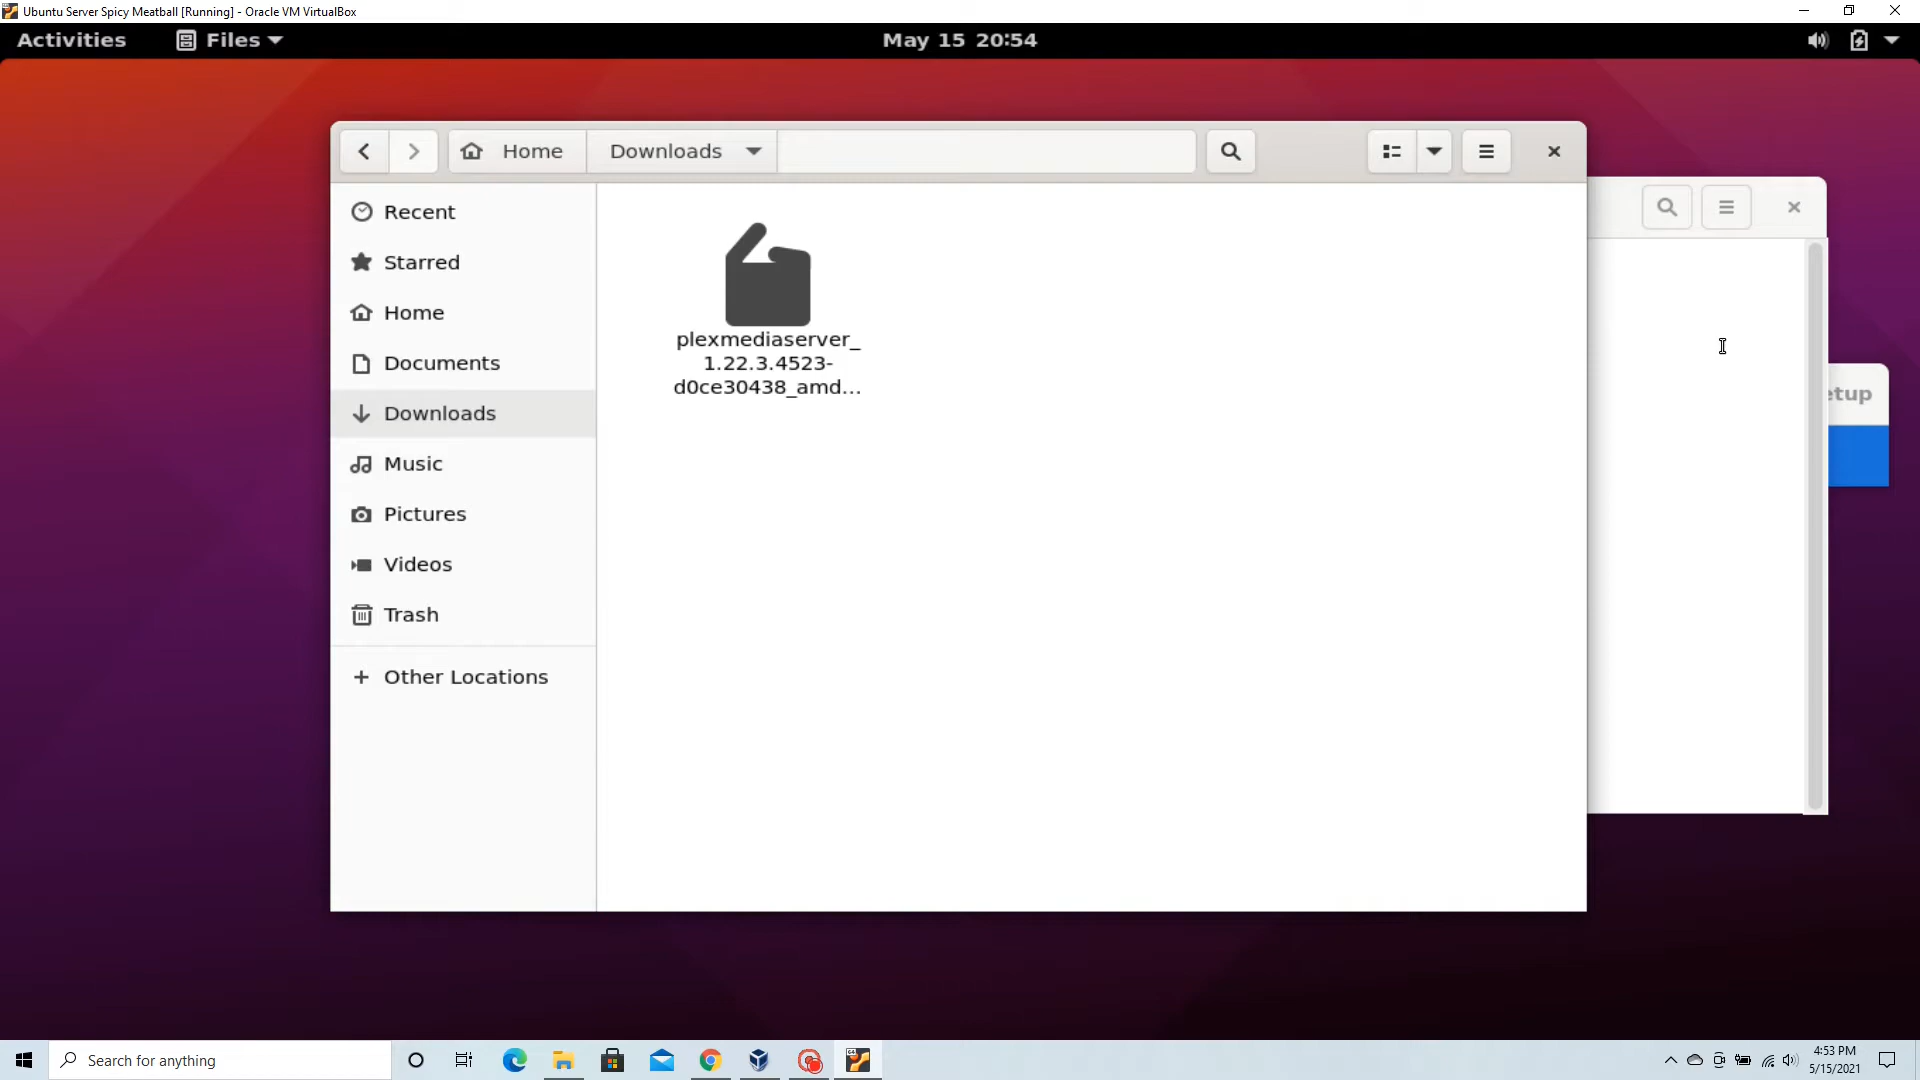 Ubuntu Server Spicy Meatball [Running] - Oracle VM VirtualBox
Activities
Files
May 15 20:54
Home
Downloads
Recent
Starred
Home
Documents
Downloads
Music
Pictures
Videos
Trash
+ Other Locations
plexmediaserver_
1.22.3.4523-
d0ce30438_amd...
etup
Search for anything
4:53 PM
5/15/2021